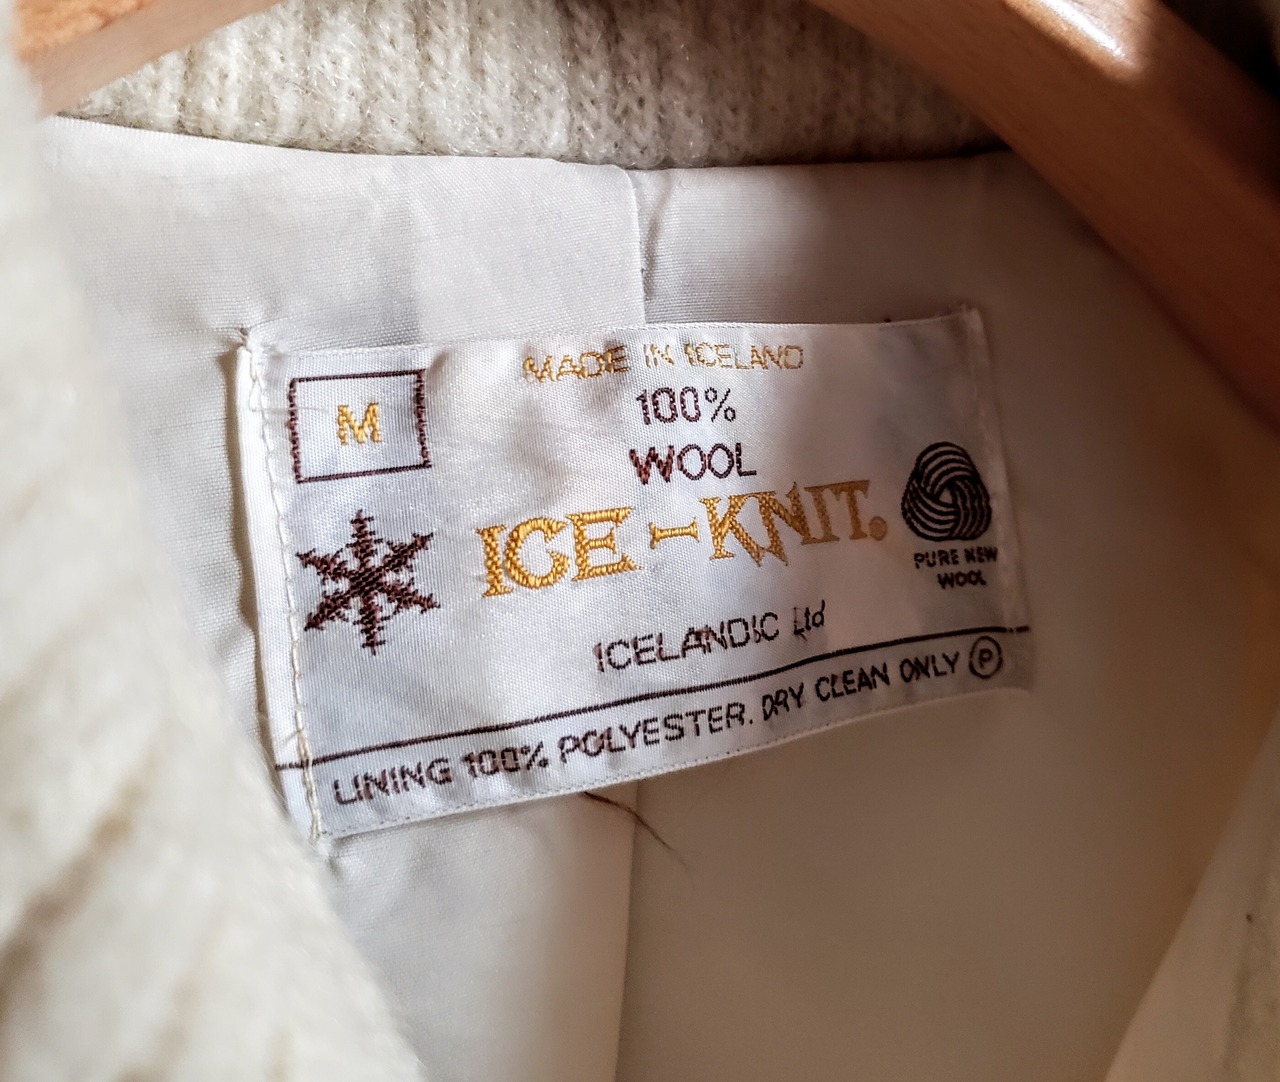 M
MADE IN ICELAND
100%
WOOL
ICE-KNIT.
PURE NEW
WOOL
ICELANDIC Ltd
LINING 100% POLYESTER. DRY CLEAN ONLY Ⓟ